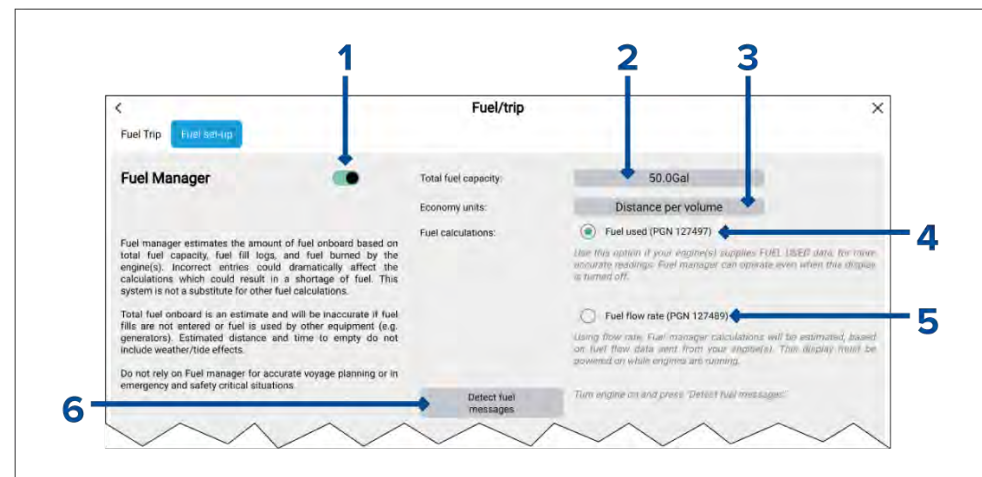 1 2 3
Fuel/trip
Fuel Trip Fuel set-up
Fuel Manager
Total fuel capacity: 50.0Gal
Economy units: Distance per volume
Fuel calculations: Fuel used (PGN 127497) 4
Use this option if your engine(s) supplies FUEL USED data, for more
accurate readings. Fuel manager can operate even when this display
is turned off.
Fuel flow rate (PGN 127489) 5
Using flow rate, Fuel manager calculations will be estimated, based
on fuel flow data sent from your engine(s). This display must be
powered on while engines are running.
Fuel manager estimates the amount of fuel onboard based on
total fuel capacity, fuel fill logs, and fuel burned by the
engine(s). Incorrect entries could dramatically affect the
calculations which could result in a shortage of fuel. This
system is not a substitute for other fuel calculations.
Total fuel onboard is an estimate and will be inaccurate if fuel
fills are not entered or fuel is used by other equipment (e.g.
generators). Estimated distance and time to empty do not
include weather/tide effects.
Do not rely on Fuel manager for accurate voyage planning or in
emergency and safety critical situations.
6 Detect fuel
messages
Turn engine on and press 'Detect fuel messages'.